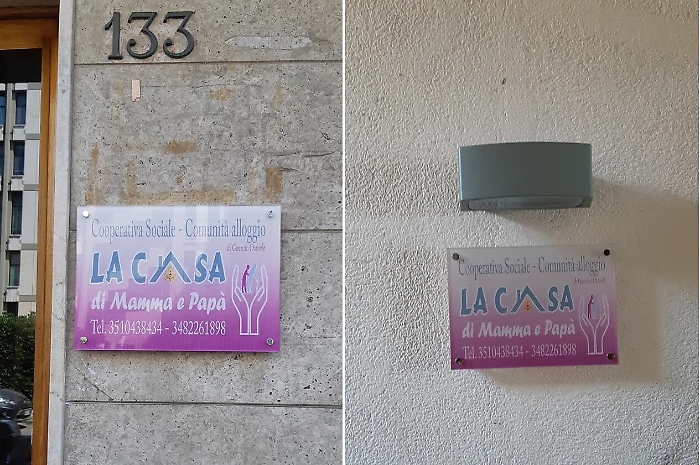 133
Cooperativa Sociale - Comunità alloggio
LA CASA
di Mamma e Papà
Tel. 3510438434 - 3482261898
Cooperativa Sociale - Comunità alloggio
LA CASA
di Mamma e Papà
Tel. 3510438434 - 3482261898